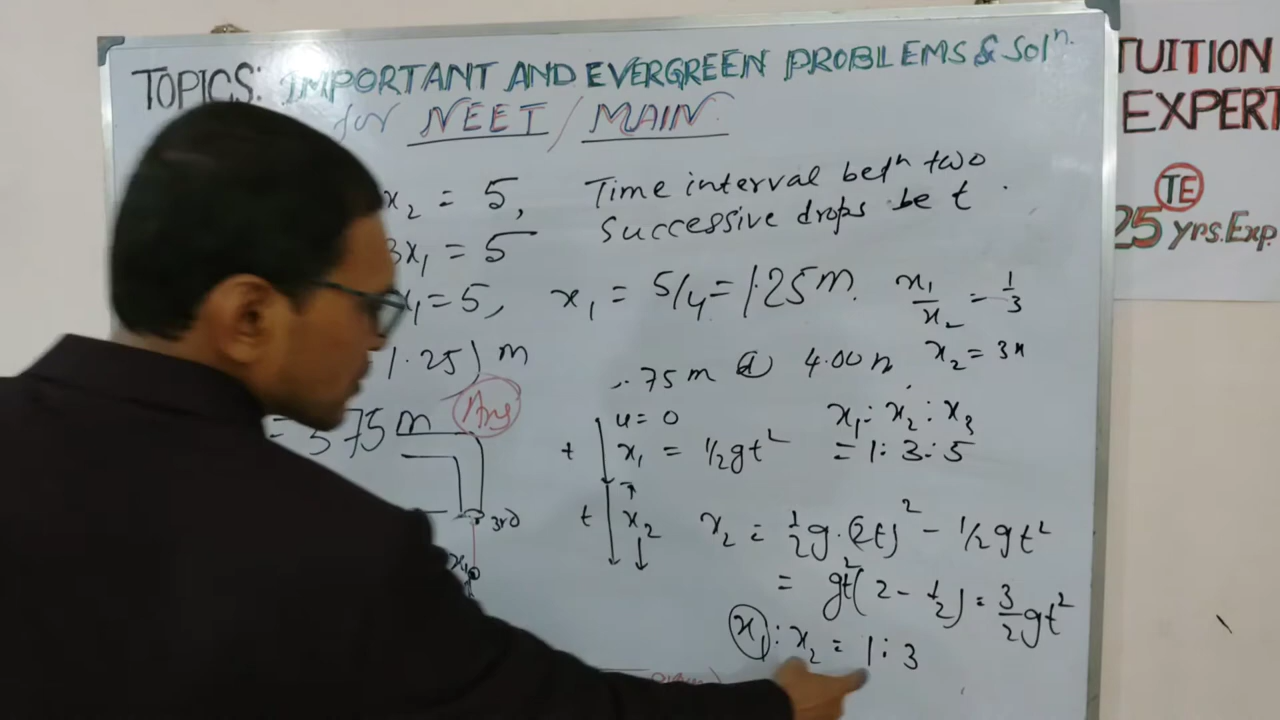 TOPICS: IMPORTANT AND EVERGREEN PROBLEMS & Solⁿ.
for NEET / MAIN
x₂ = 5,
3x₁ = 5
x₁ = 5,
1.25) m
= 3.75 m Ans
Time interval betⁿ two
successive drops be t
x₁ = 5/4 = 1.25 m.
x₁/x₂ = 1/3
.75 m @ 4.00
x₂ = 3x
u = 0
t x₁ = ½gt²
x₁ : x₂ : x₃
= 1 : 3 : 5
t x₂
x₂ = ½g.(2t)² - ½gt²
= gt²(2 - ½) = 3/2 gt²
x₁ : x₂ = 1 : 3
3rd
x₁
TUITION
EXPERT
TE
25 yrs. Exp